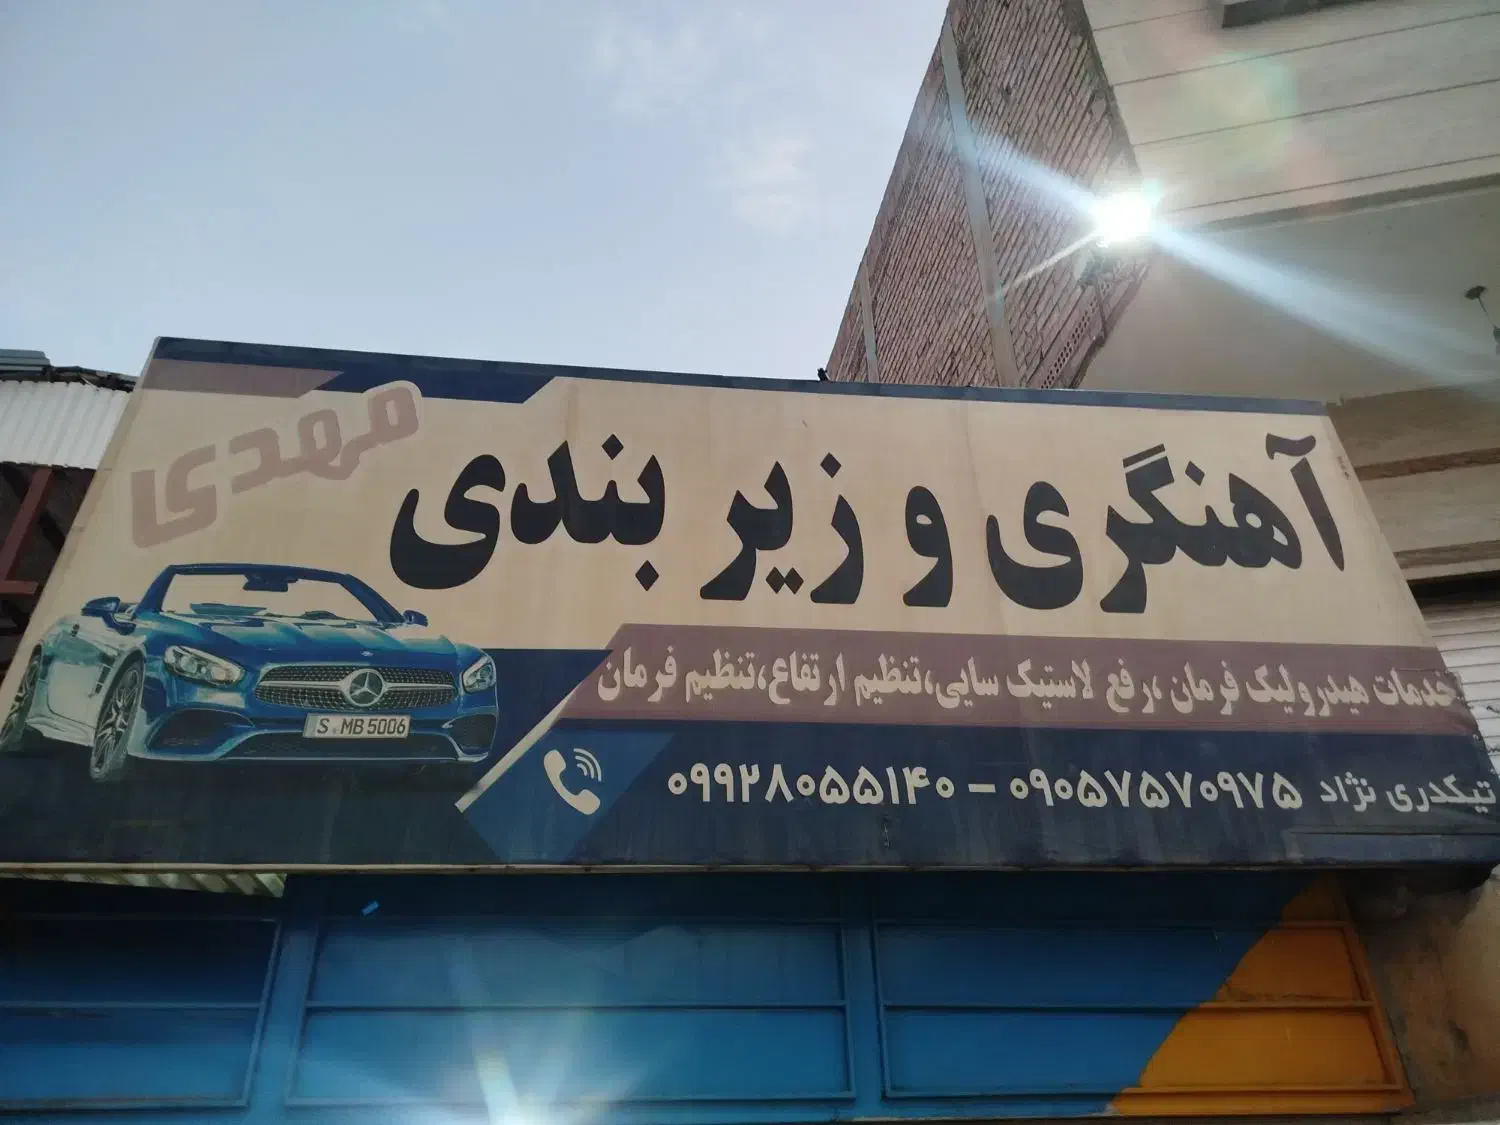 آهنگری و زیر بندی
مهدی
خدمات هیدرولیک فرمان ،رفع لاستیک سایی،تنظیم ارتفاع،تنظیم فرمان
تیکدری نژاد ۰۹۰۵۷۵۷۰۹۷۵ - ۰۹۹۲۸۰۵۵۱۴۰
S MB 5006